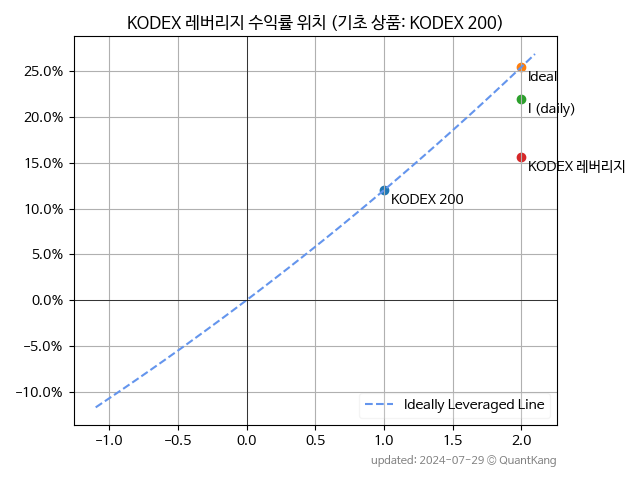 KODEX 레버리지 수익률 위치 (기초 상품: KODEX 200)
25.0%
20.0%
15.0%
10.0%
5.0%
0.0%
−5.0%
−10.0%
Ideal
I (daily)
KODEX 레버리지
KODEX 200
Ideally Leveraged Line
−1.0 −0.5 0.0 0.5 1.0 1.5 2.0
updated: 2024-07-29 © QuantKang